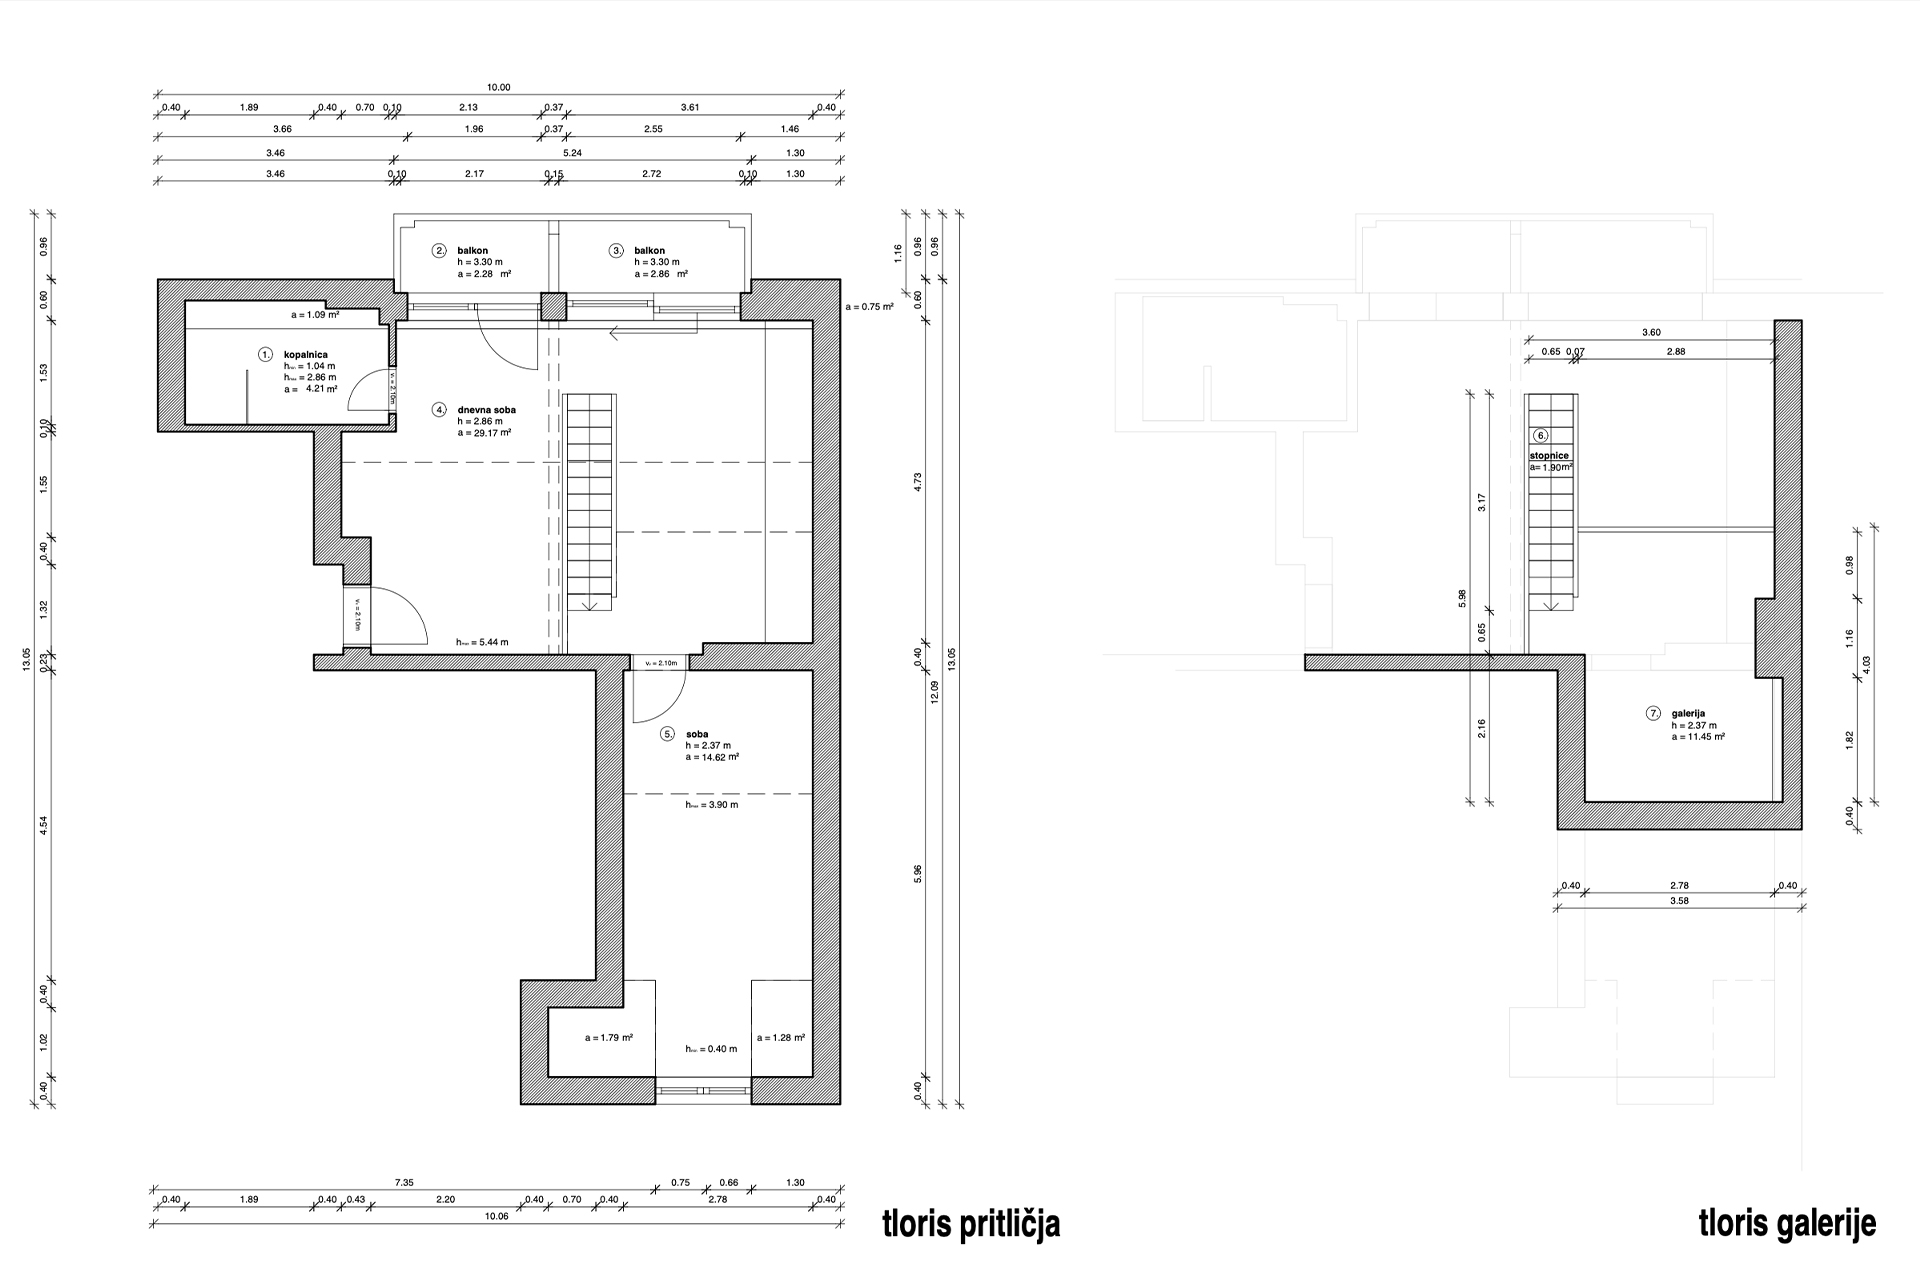 10.00
0.40 1.89 0.40 0.70 0.10 2.13 0.37 3.61 0.40
3.66 1.96 0.37 2.55 1.46
3.46 5.24 1.30
3.46 0.10 2.17 0.15 2.72 0.10 1.30
13.05
0.96
0.60
1.53
0.10
1.55
0.40
1.32
0.23
4.54
0.40
1.02
0.40
2. balkon
h = 3.30 m
a = 2.28 m²
3. balkon
h = 3.30 m
a = 2.86 m²
a = 1.09 m²
a = 0.75 m²
1. kopalnica
hmin = 1.04 m
hmax = 2.86 m
a = 4.21 m²
v = 2.10m
4. dnevna soba
h = 2.86 m
a = 29.17 m²
v = 2.10m
hmax = 5.44 m
v = 2.10m
5. soba
h = 2.37 m
a = 14.62 m²
hmax = 3.90 m
a = 1.79 m²
hmin = 0.40 m
a = 1.28 m²
1.16
0.96
0.60
4.73
0.40
5.96
0.40
0.96
12.09
13.05
7.35 0.75 0.66 1.30
0.40 1.89 0.40 0.43 2.20 0.40 0.70 0.40 2.78 0.40
10.06
tloris pritličja
3.60
0.65 0.07 2.88
6.
stopnice
a= 1.90m²
5.98
3.17
0.65
2.16
7. galerija
h = 2.37 m
a = 11.45 m²
0.98
1.16
1.82
0.40
4.03
0.40 2.78 0.40
3.58
tloris galerije